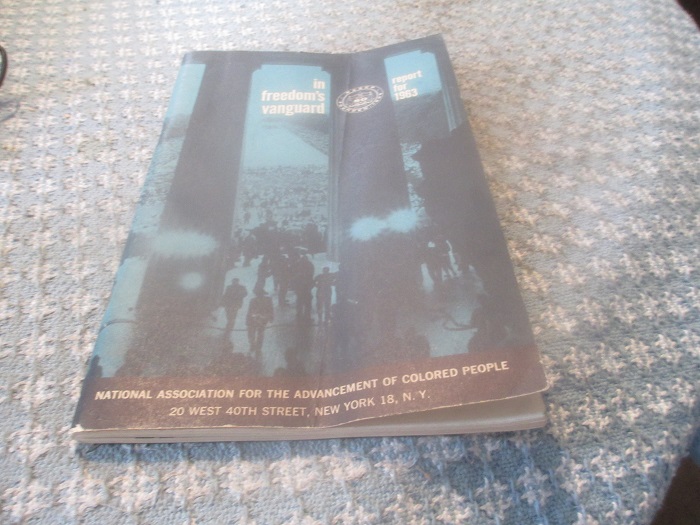 in
freedom's
vanguard
report
for
1963
NATIONAL ASSOCIATION FOR THE ADVANCEMENT OF COLORED PEOPLE
20 WEST 40TH STREET, NEW YORK 18, N.Y.